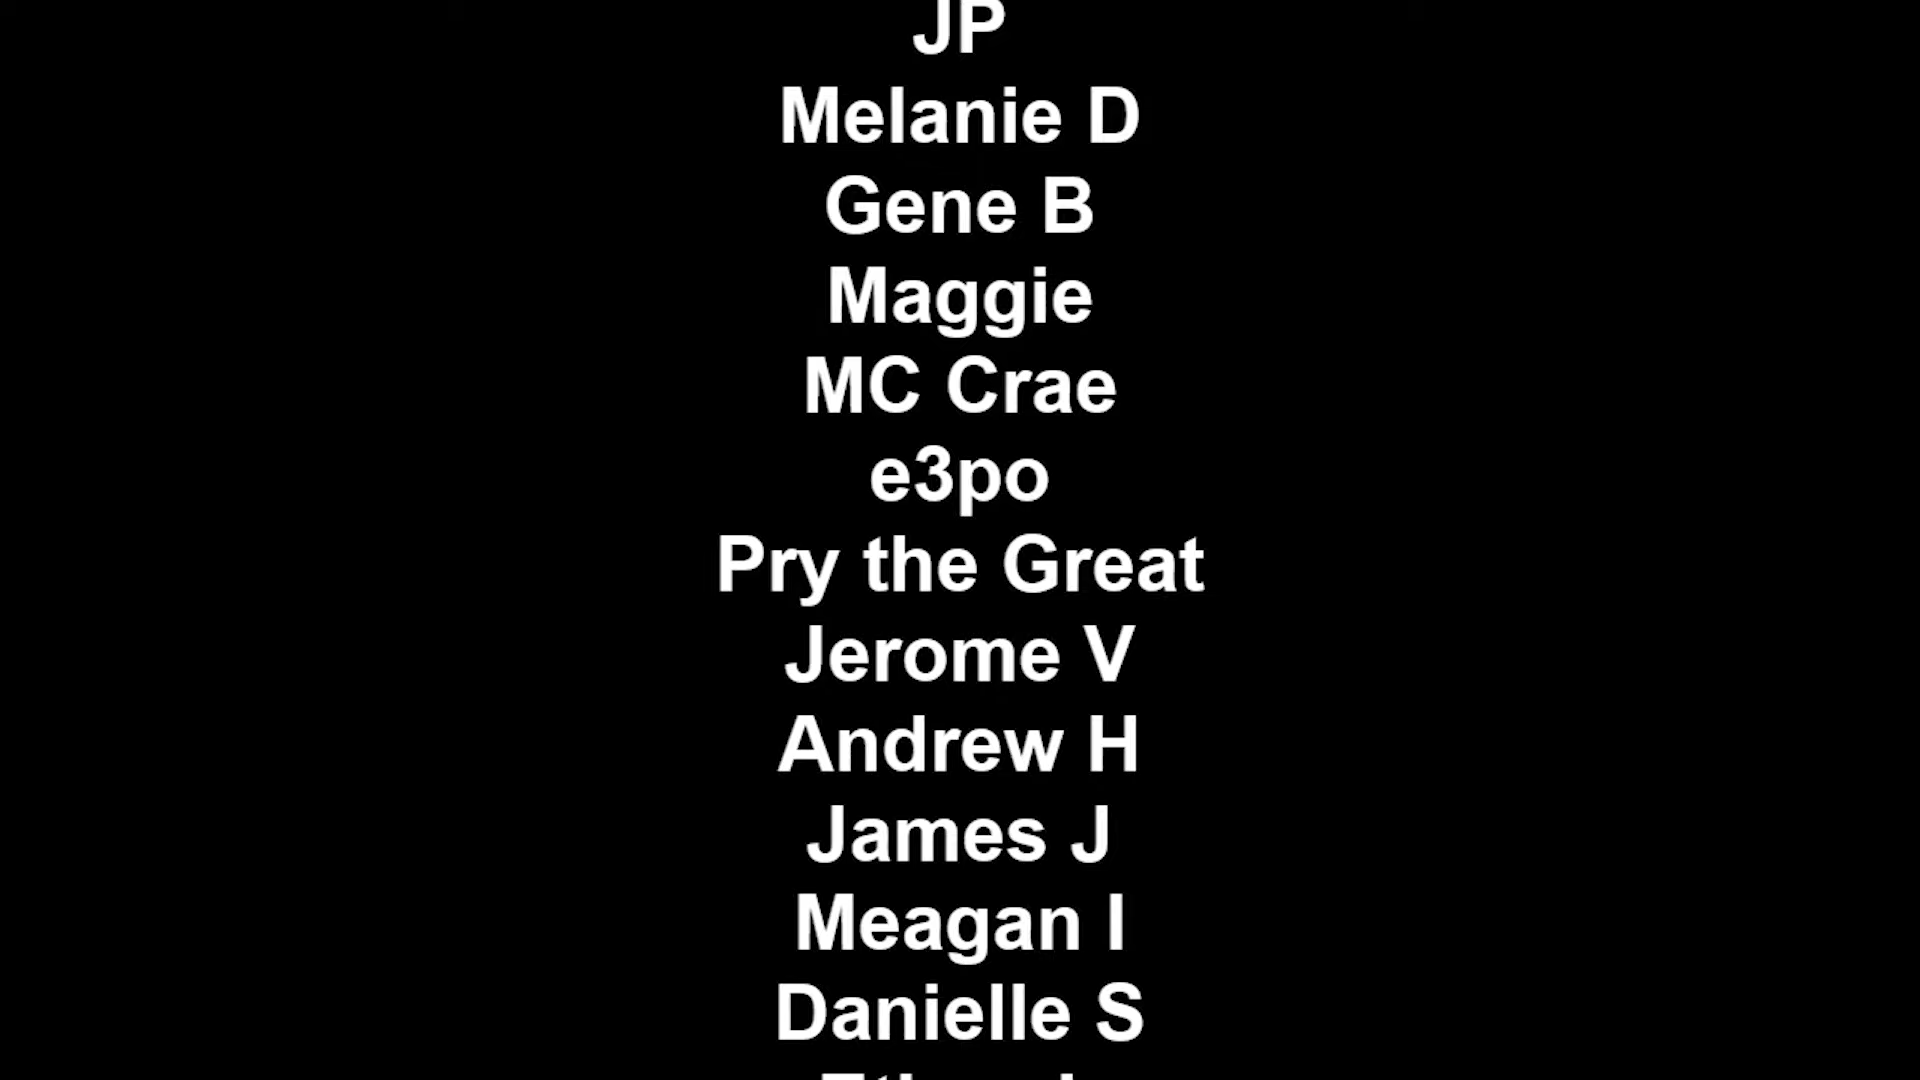 JP
Melanie D
Gene B
Maggie
MC Crae
e3po
Pry the Great
Jerome V
Andrew H
James J
Meagan I
Danielle S